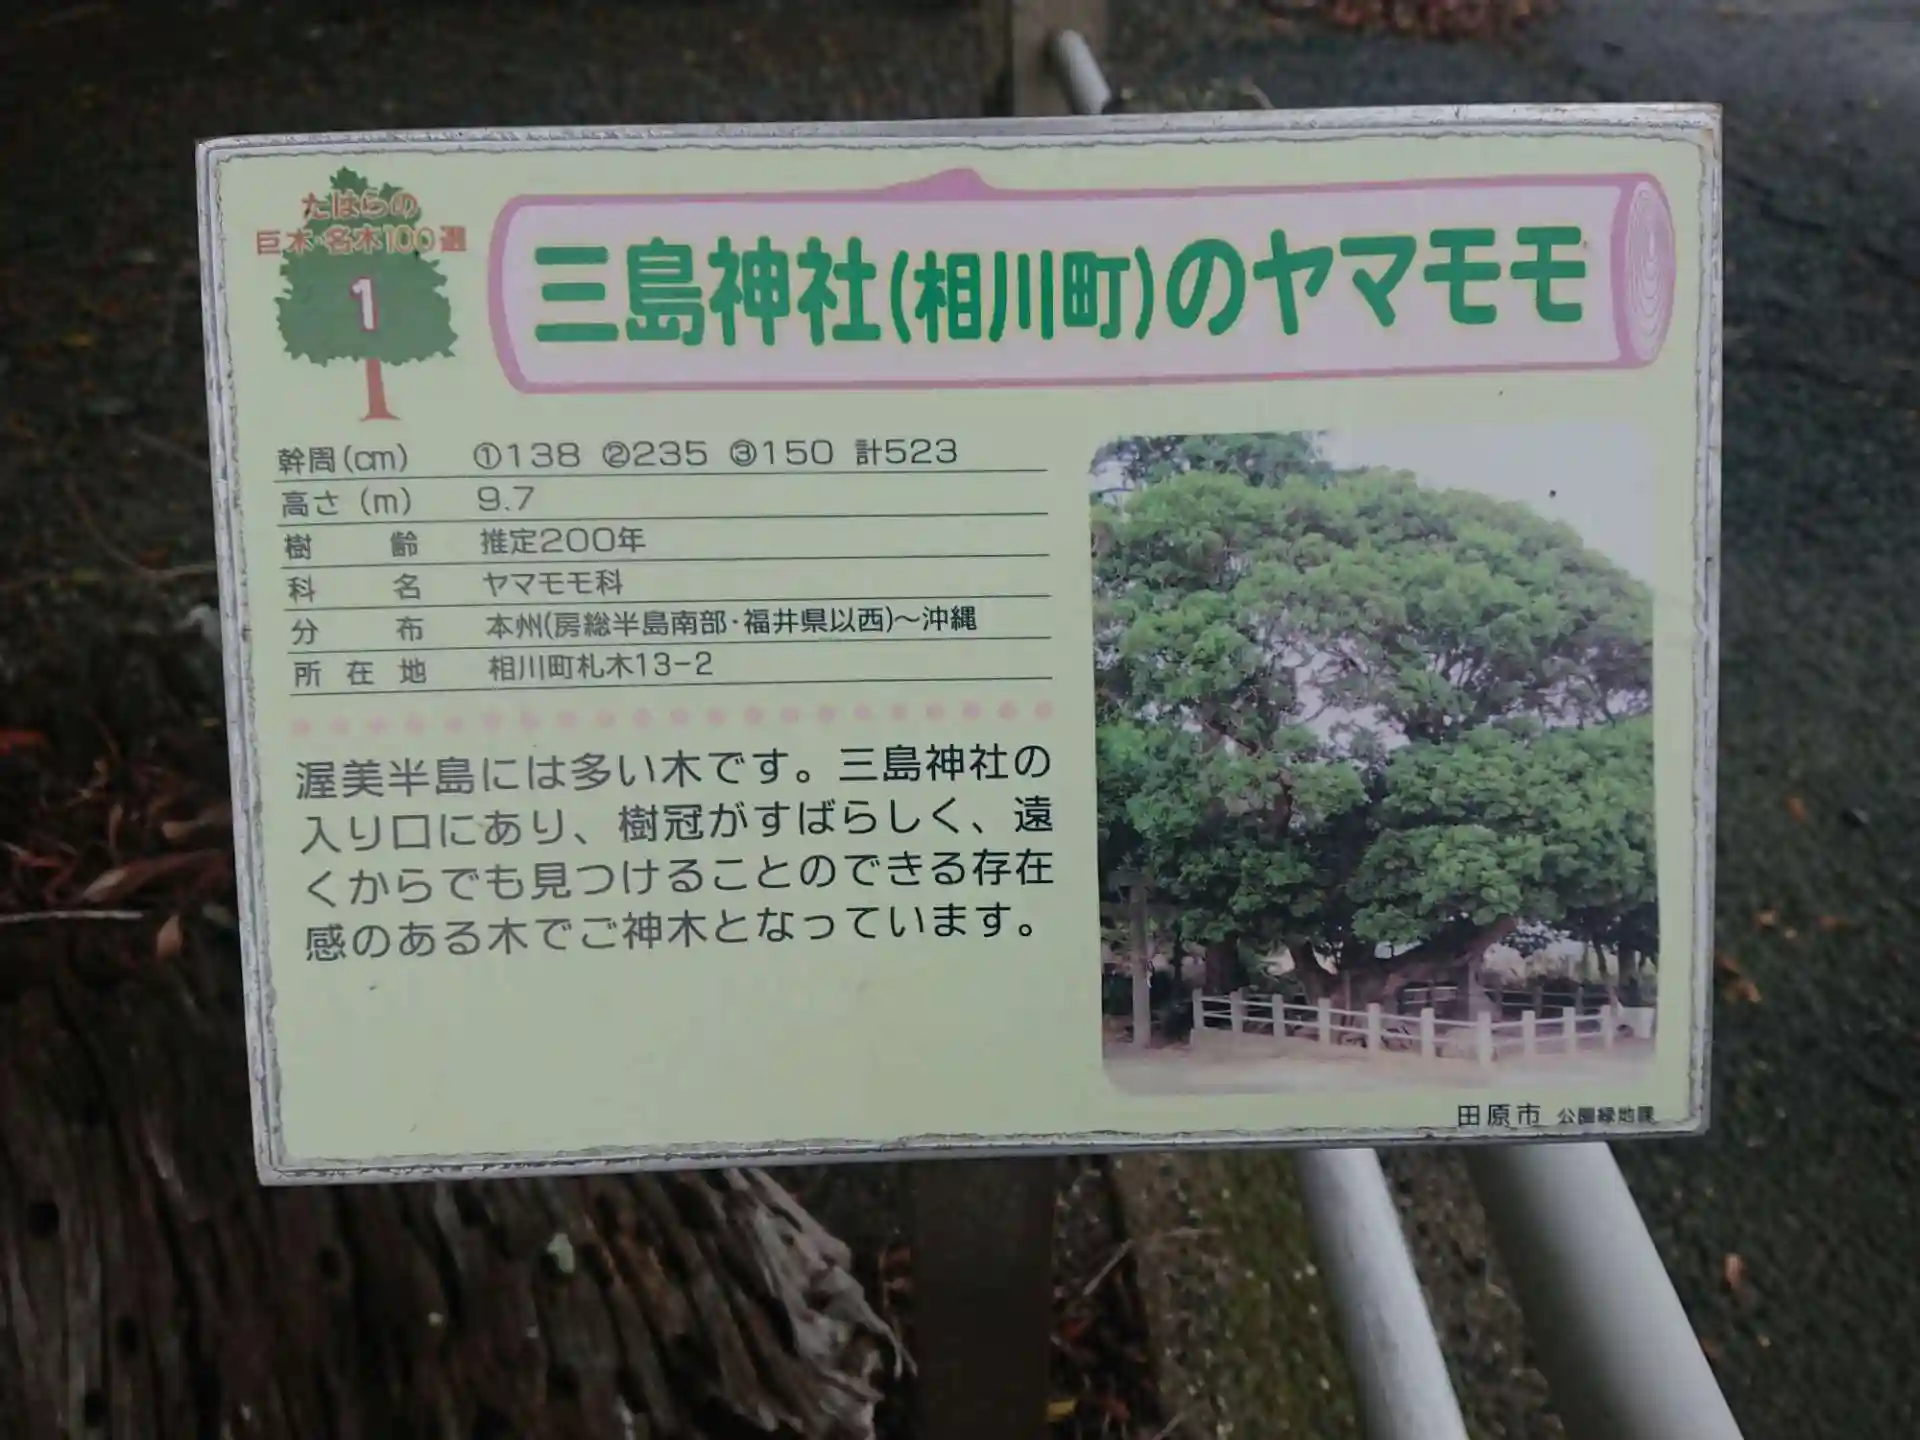 たはらの
巨木・名木100選
1
三島神社(相川町)のヤマモモ
幹周(cm) ①138 ②235 ③150 計523
高さ(m) 9.7
樹齢 推定200年
科名 ヤマモモ科
分布 本州(房総半島南部・福井県以西)～沖縄
所在地 相川町札木13-2
渥美半島には多い木です。三島神社の
入り口にあり、樹冠がすばらしく、遠
くからでも見つけることのできる存在
感のある木でご神木となっています。
田原市 公園緑地課